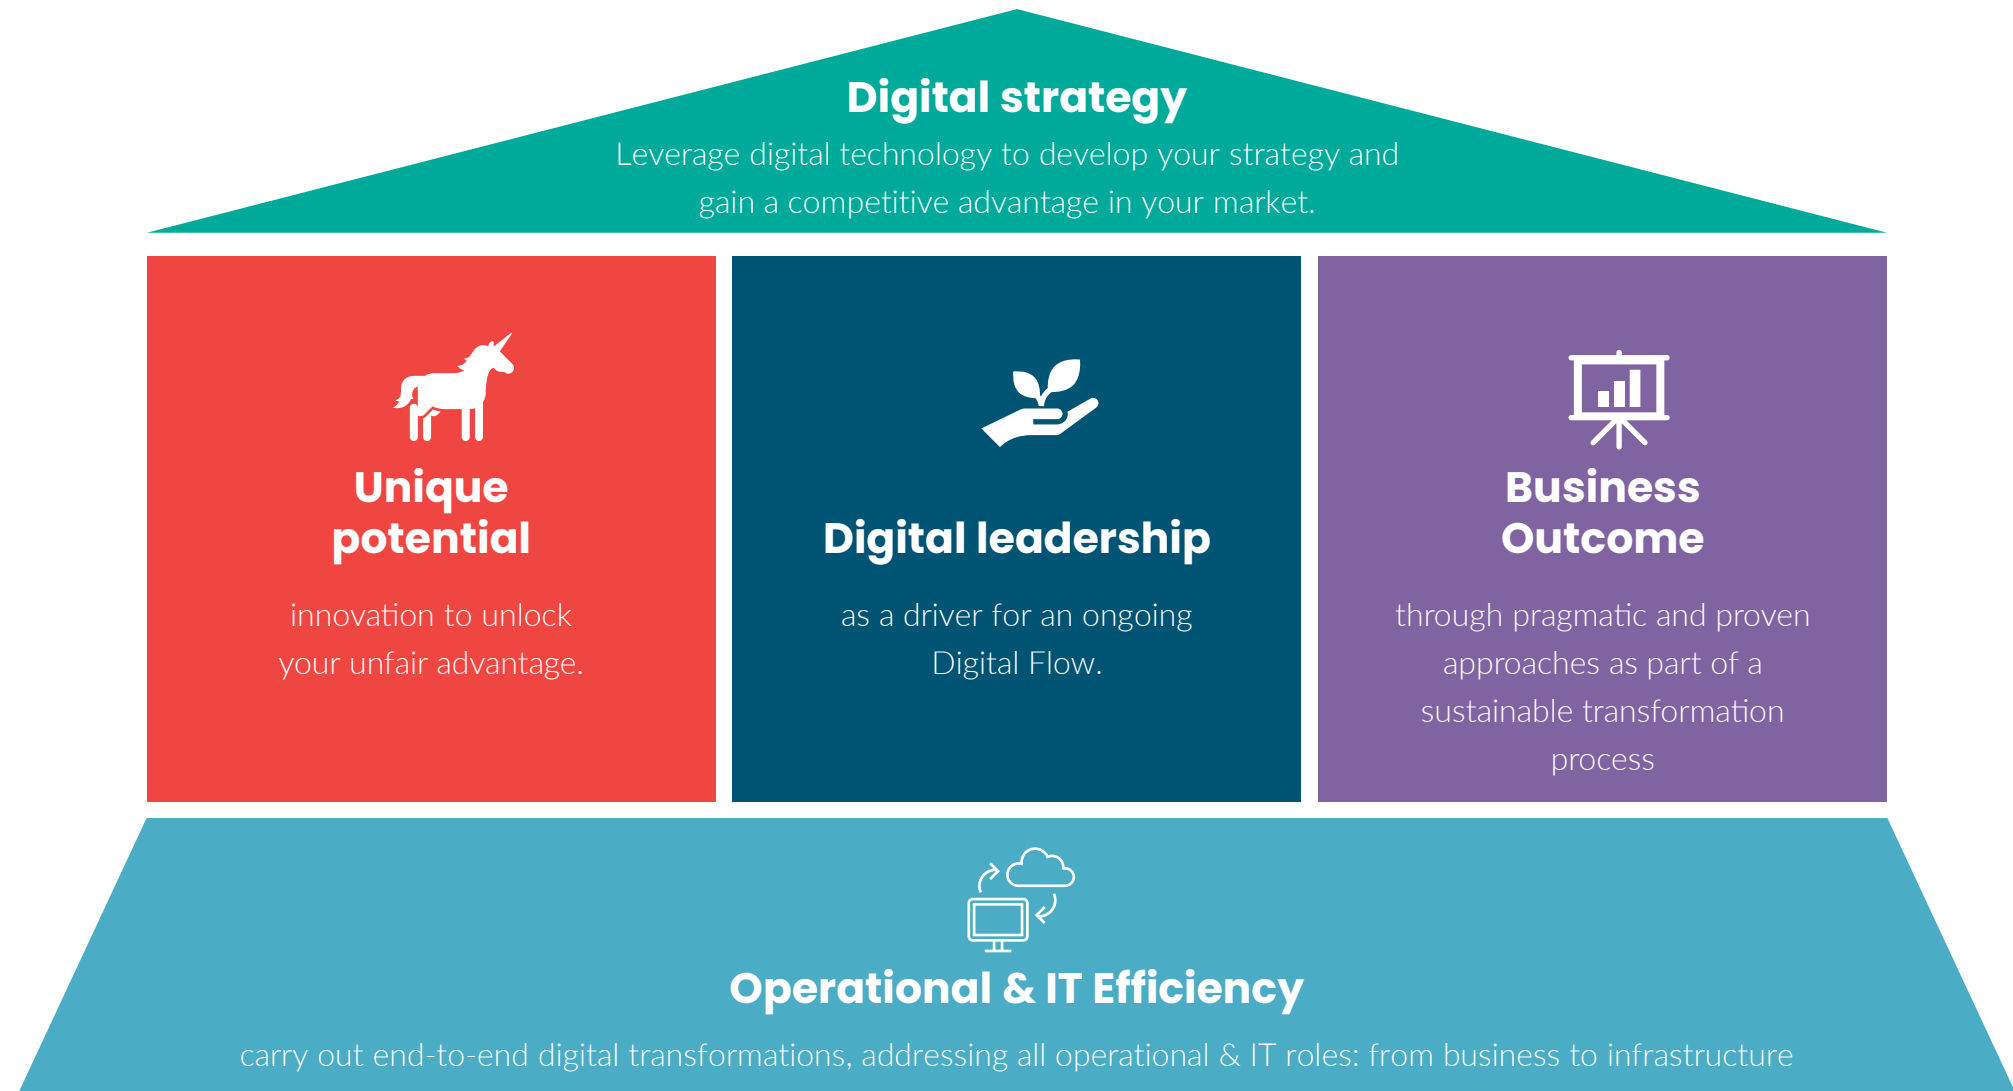 Digital strategy
Leverage digital technology to develop your strategy and
gain a competitive advantage in your market.
Unique
potential
innovation to unlock
your unfair advantage.
Digital leadership
as a driver for an ongoing
Digital Flow.
Business
Outcome
through pragmatic and proven
approaches as part of a
sustainable transformation
process
Operational & IT Efficiency
carry out end-to-end digital transformations, addressing all operational & IT roles: from business to infrastructure